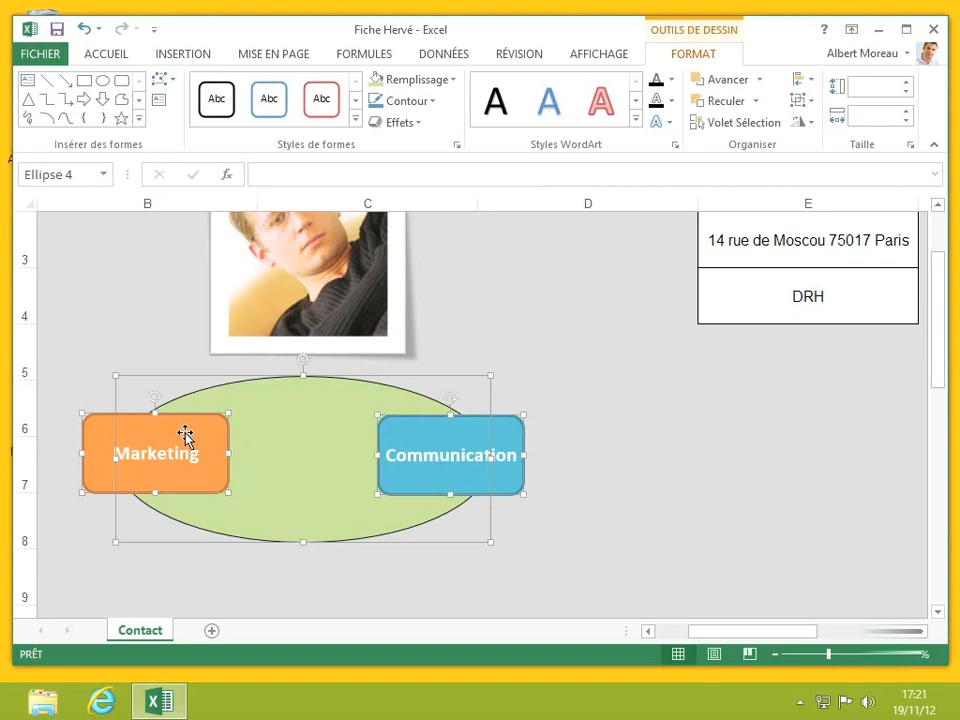 Fiche Hervé - Excel
OUTILS DE DESSIN
?
FICHIER ACCUEIL INSERTION MISE EN PAGE FORMULES DONNÉES RÉVISION AFFICHAGE FORMAT Albert Moreau
Abc Abc Abc
Remplissage
Contour
Effets
A A A
Avancer
Reculer
Volet Sélection
Insérer des formes Styles de formes Styles WordArt Organiser Taille
Ellipse 4 fx
B C D E
3
4
5
6
7
8
9
14 rue de Moscou 75017 Paris
DRH
Marketing Communication
Contact
PRÊT %
17:21
19/11/12